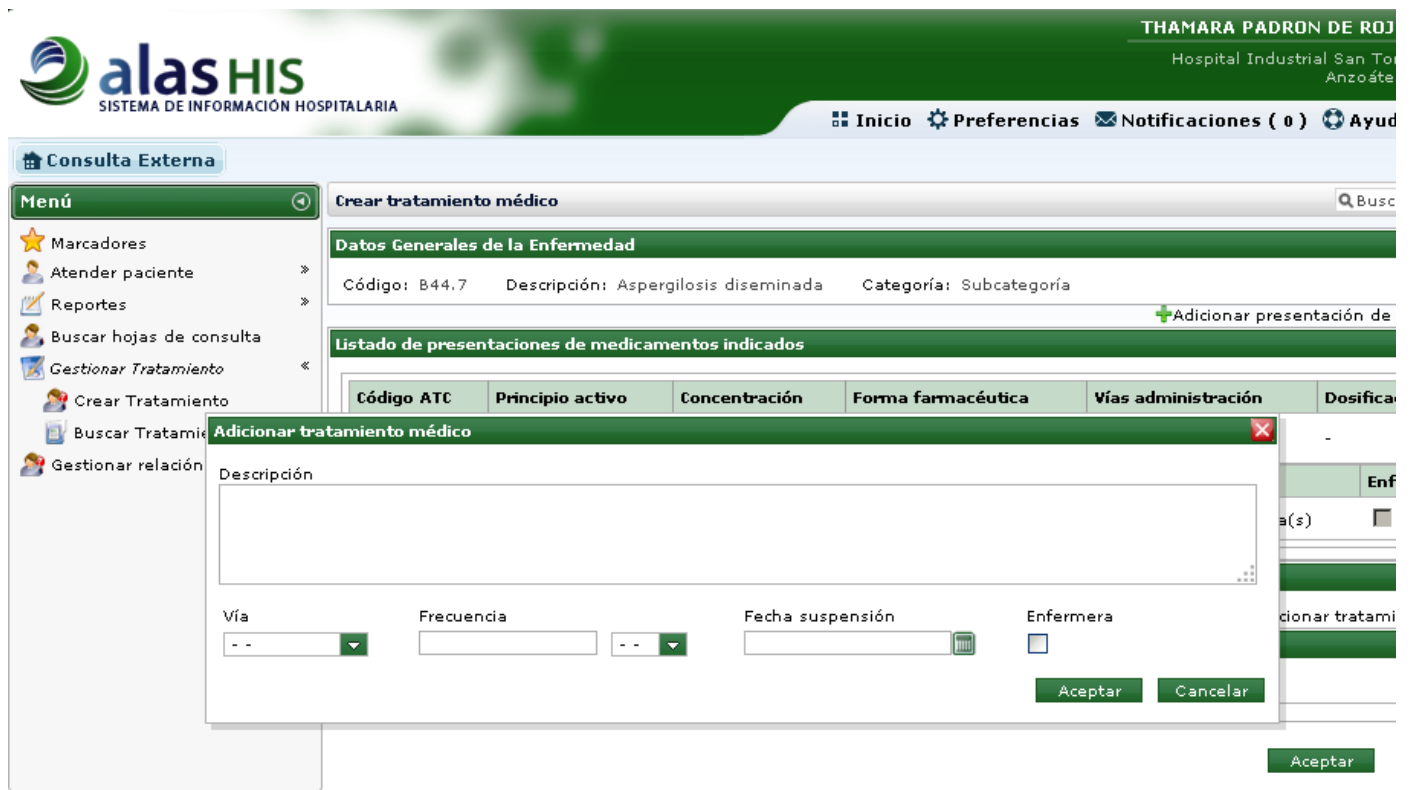 THAMARA PADRON DE ROJ
Hospital Industrial San To
Anzoáte
alas HIS
SISTEMA DE INFORMACIÓN HOSPITALARIA
Inicio Preferencias Notificaciones ( 0 ) Ayud
Consulta Externa
Menú
Marcadores
Atender paciente »
Reportes »
Buscar hojas de consulta
Gestionar Tratamiento «
Crear Tratamiento
Buscar Tratamie
Gestionar relación
Crear tratamiento médico
Busc
Datos Generales de la Enfermedad
Código: B44.7 Descripción: Aspergilosis diseminada Categoría: Subcategoría
Adicionar presentación de
Listado de presentaciones de medicamentos indicados
Código ATC Principio activo Concentración Forma farmacéutica Vías administración Dosifica
-
Enf
a(s)
cionar tratami
Adicionar tratamiento médico
Descripción
Vía Frecuencia Fecha suspensión Enfermera
- - - -
Aceptar Cancelar
Aceptar